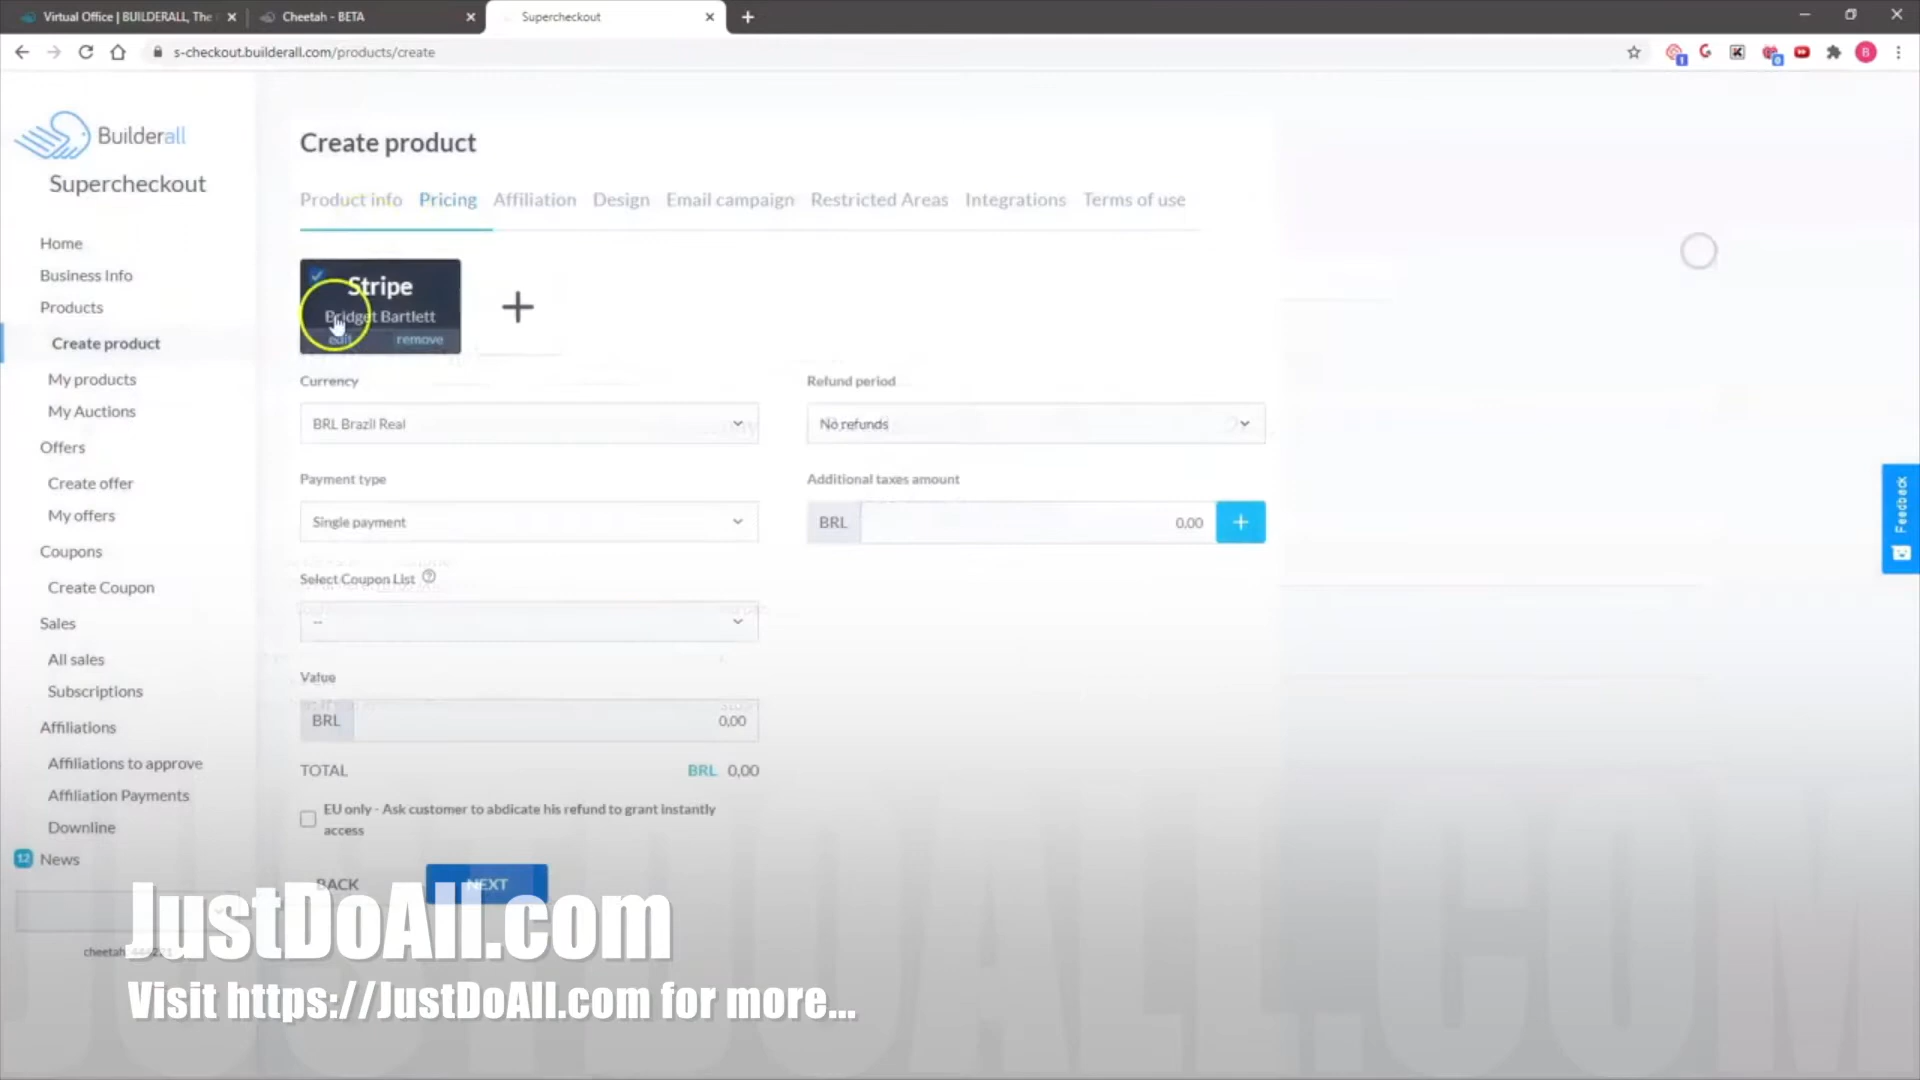 Virtual Office | BUILDERALL, The
Cheetah - BETA
Supercheckout
s-checkout.builderall.com/products/create
Builderall
Supercheckout
Home
Business Info
Products
Create product
My products
My Auctions
Offers
Create offer
My offers
Coupons
Create Coupon
Sales
All sales
Subscriptions
Affiliations
Affiliations to approve
Affiliation Payments
Downline
12 News
Create product
Product info Pricing Affiliation Design Email campaign Restricted Areas Integrations Terms of use
Stripe
Bridget Bartlett
edit remove
Currency
BRL Brazil Real
Refund period
No refunds
Payment type
Single payment
Additional taxes amount
BRL 0.00
Select Coupon List
--
Value
BRL 0,00
TOTAL BRL 0,00
EU only - Ask customer to abdicate his refund to grant instantly
access
BACK NEXT
Feedback
JustDoAll.com
Visit https://JustDoAll.com for more...
JUSTDOALL.COM